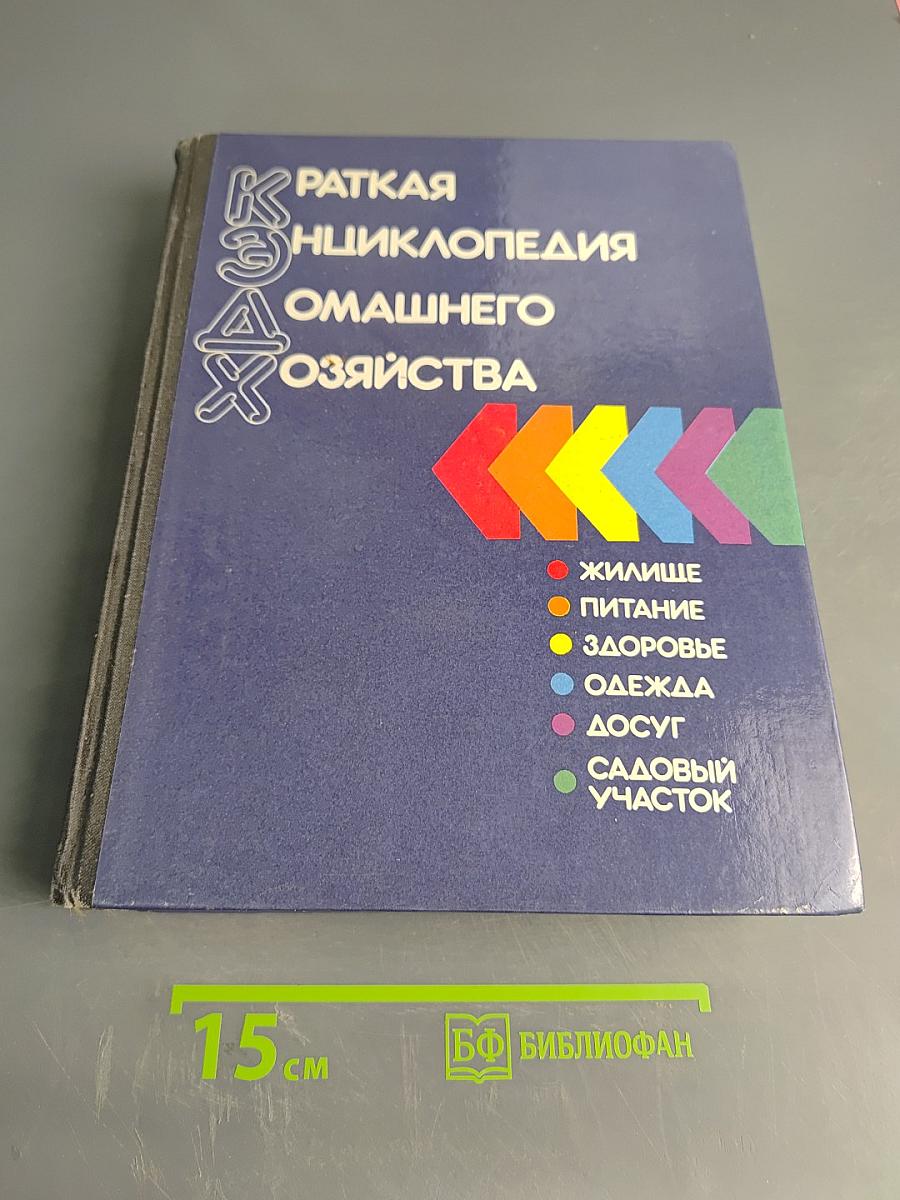 КРАТКАЯ
ЭНЦИКЛОПЕДИЯ
ДОМАШНЕГО
ХОЗЯЙСТВА
ЖИЛИЩЕ
ПИТАНИЕ
ЗДОРОВЬЕ
ОДЕЖДА
ДОСУГ
САДОВЫЙ
УЧАСТОК
15 см
БФ БИБЛИОФАН